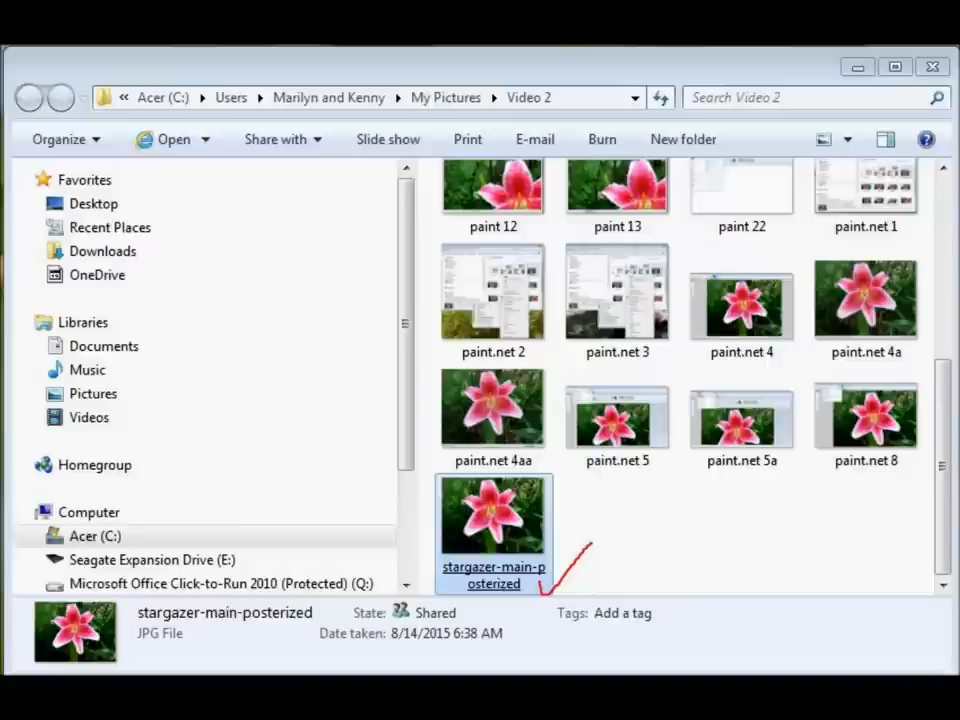 « Acer (C:) Users Marilyn and Kenny My Pictures Video 2 Search Video 2
Organize Open Share with Slide show Print E-mail Burn New folder
Favorites
Desktop
Recent Places
Downloads
OneDrive
Libraries
Documents
Music
Pictures
Videos
Homegroup
Computer
Acer (C:)
Seagate Expansion Drive (E:)
Microsoft Office Click-to-Run 2010 (Protected) (Q:)
paint 12 paint 13 paint 22 paint.net 1
paint.net 2 paint.net 3 paint.net 4 paint.net 4a
paint.net 4aa paint.net 5 paint.net 5a paint.net 8
stargazer-main-p
osterized
stargazer-main-posterized State: Shared Tags: Add a tag
JPG File Date taken: 8/14/2015 6:38 AM